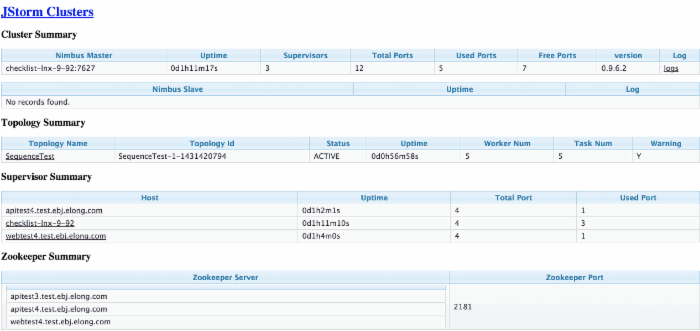 JStorm Clusters
Cluster Summary
Nimbus Master Uptime Supervisors Total Ports Used Ports Free Ports version Log
checklist-lnx-9-92:7627 0d1h11m17s 3 12 5 7 0.9.6.2 logs
Nimbus Slave Uptime Log
No records found.
Topology Summary
Topology Name Topology Id Status Uptime Worker Num Task Num Warning
SequenceTest SequenceTest-1-1431420794 ACTIVE 0d0h56m58s 5 5 Y
Supervisor Summary
Host Uptime Total Port Used Port
apitest4.test.ebj.elong.com 0d1h2m1s 4 1
checklist-lnx-9-92 0d1h11m10s 4 3
webtest4.test.ebj.elong.com 0d1h4m0s 4 1
Zookeeper Summary
Zookeeper Server Zookeeper Port
apitest3.test.ebj.elong.com
apitest4.test.ebj.elong.com 2181
webtest4.test.ebj.elong.com